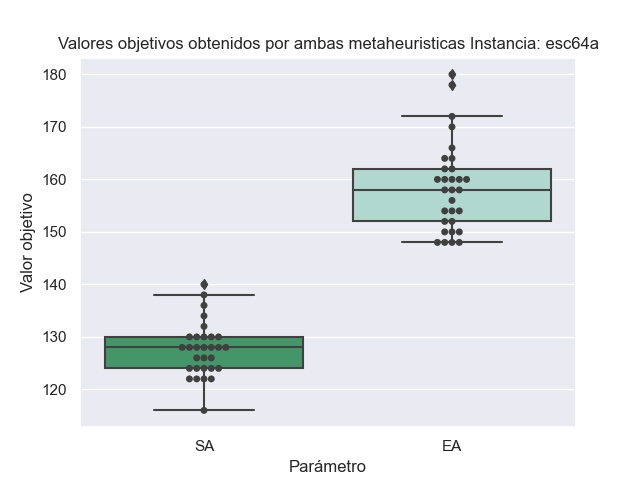 Valores objetivos obtenidos por ambas metaheuristicas Instancia: esc64a
180
170
160
150
140
130
120
Valor objetivo
SA
EA
Parámetro